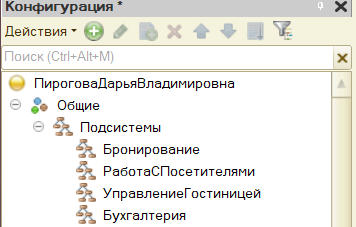 Конфигурация *
Действия
Поиск (Ctrl+Alt+M)
ПироговаДарьяВладимировна
Общие
Подсистемы
Бронирование
РаботаСПосетителями
УправлениеГостиницей
Бухгалтерия